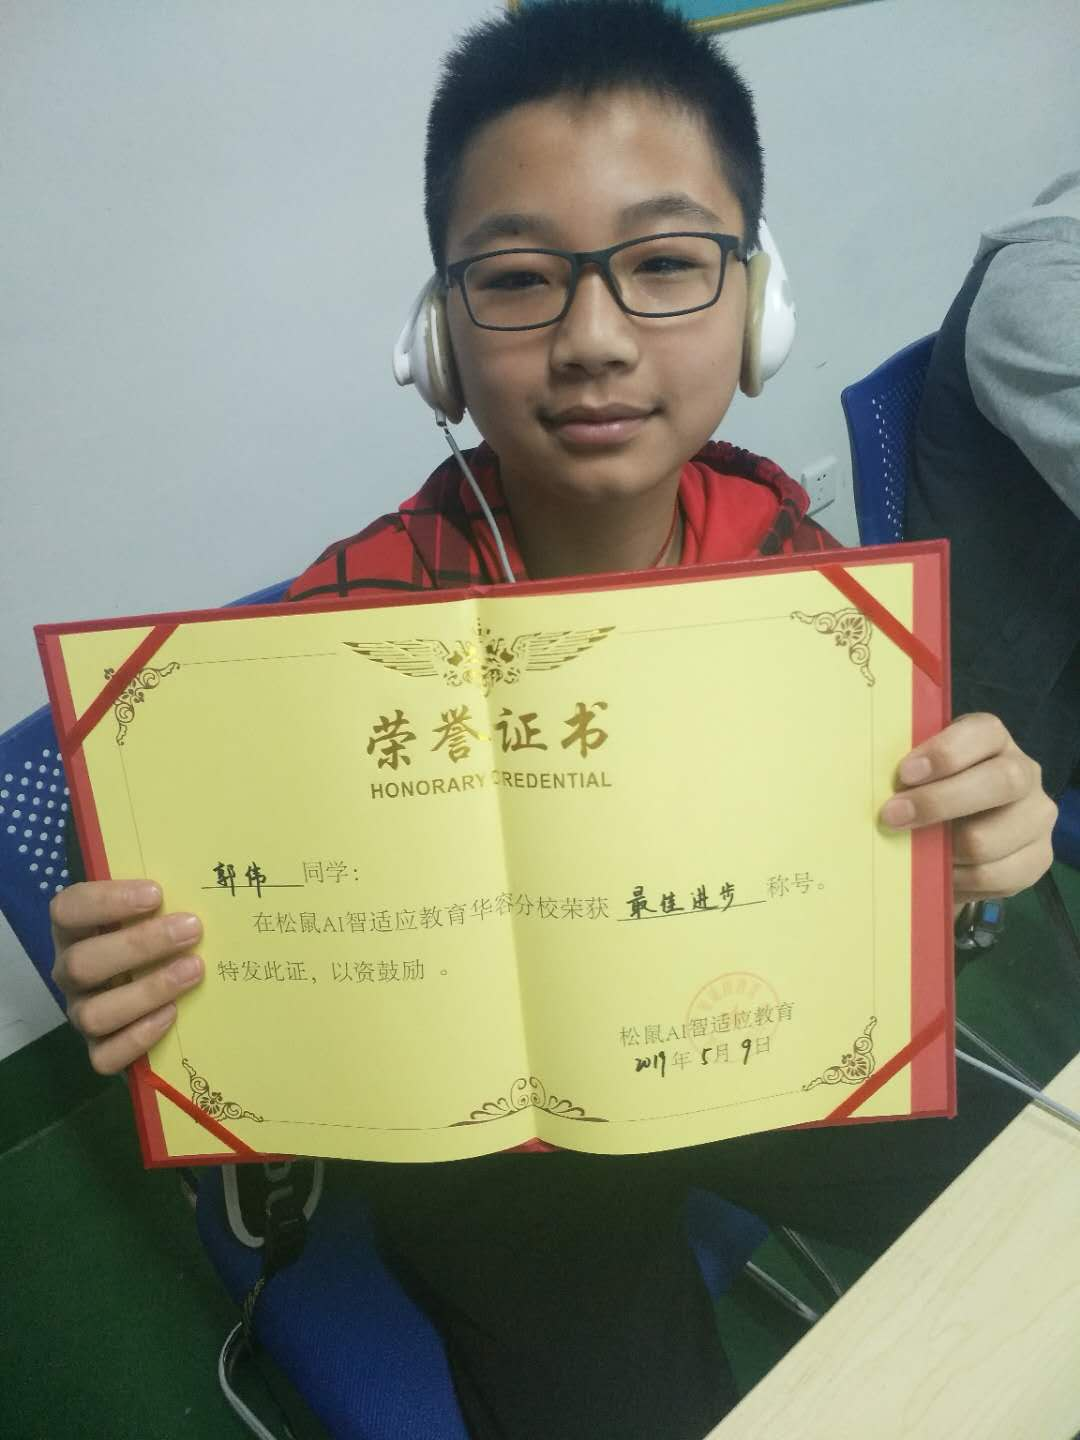 荣誉证书
HONORARY CREDENTIAL
郭伟 同学：
在松鼠AI智适应教育华容分校荣获 最佳进步 称号。
特发此证，以资鼓励 。
松鼠AI智适应教育
2019年5月9日